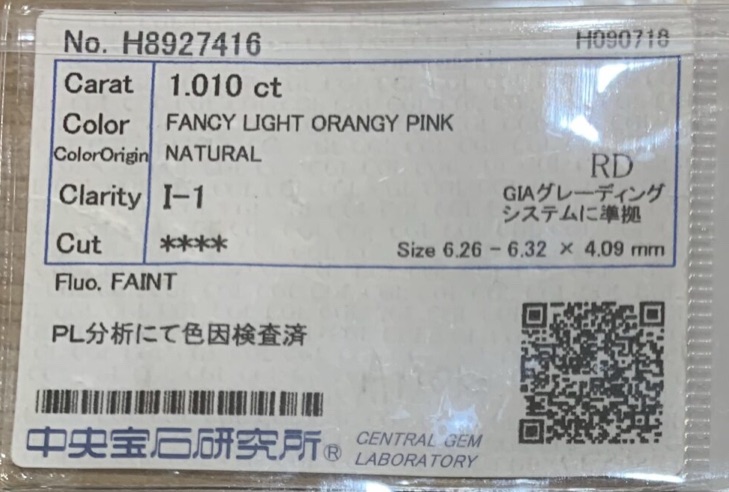 No. H8927416 H090718
Carat 1.010 ct
Color FANCY LIGHT ORANGY PINK
ColorOrigin NATURAL
RD
Clarity I-1
GIAグレーディング
システムに準拠
Cut ****
Size 6.26 - 6.32 × 4.09 mm
Fluo. FAINT
PL分析にて色因検査済
中央宝石研究所®
CENTRAL GEM
LABORATORY